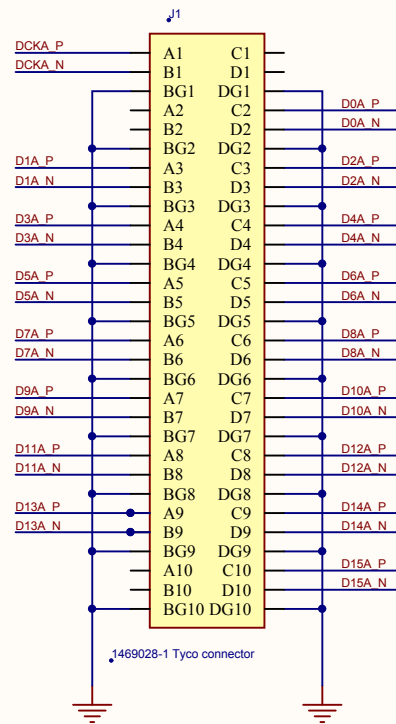 J1
DCKA_P A1 C1
DCKA_N B1 D1
BG1 DG1
A2 C2 D0A_P
B2 D2 D0A_N
BG2 DG2
D1A_P A3 C3 D2A_P
D1A_N B3 D3 D2A_N
BG3 DG3
D3A_P A4 C4 D4A_P
D3A_N B4 D4 D4A_N
BG4 DG4
D5A_P A5 C5 D6A_P
D5A_N B5 D5 D6A_N
BG5 DG5
D7A_P A6 C6 D8A_P
D7A_N B6 D6 D8A_N
BG6 DG6
D9A_P A7 C7 D10A_P
D9A_N B7 D7 D10A_N
BG7 DG7
D11A_P A8 C8 D12A_P
D11A_N B8 D8 D12A_N
BG8 DG8
D13A_P A9 C9 D14A_P
D13A_N B9 D9 D14A_N
BG9 DG9
A10 C10 D15A_P
B10 D10 D15A_N
BG10 DG10
1469028-1 Tyco connector